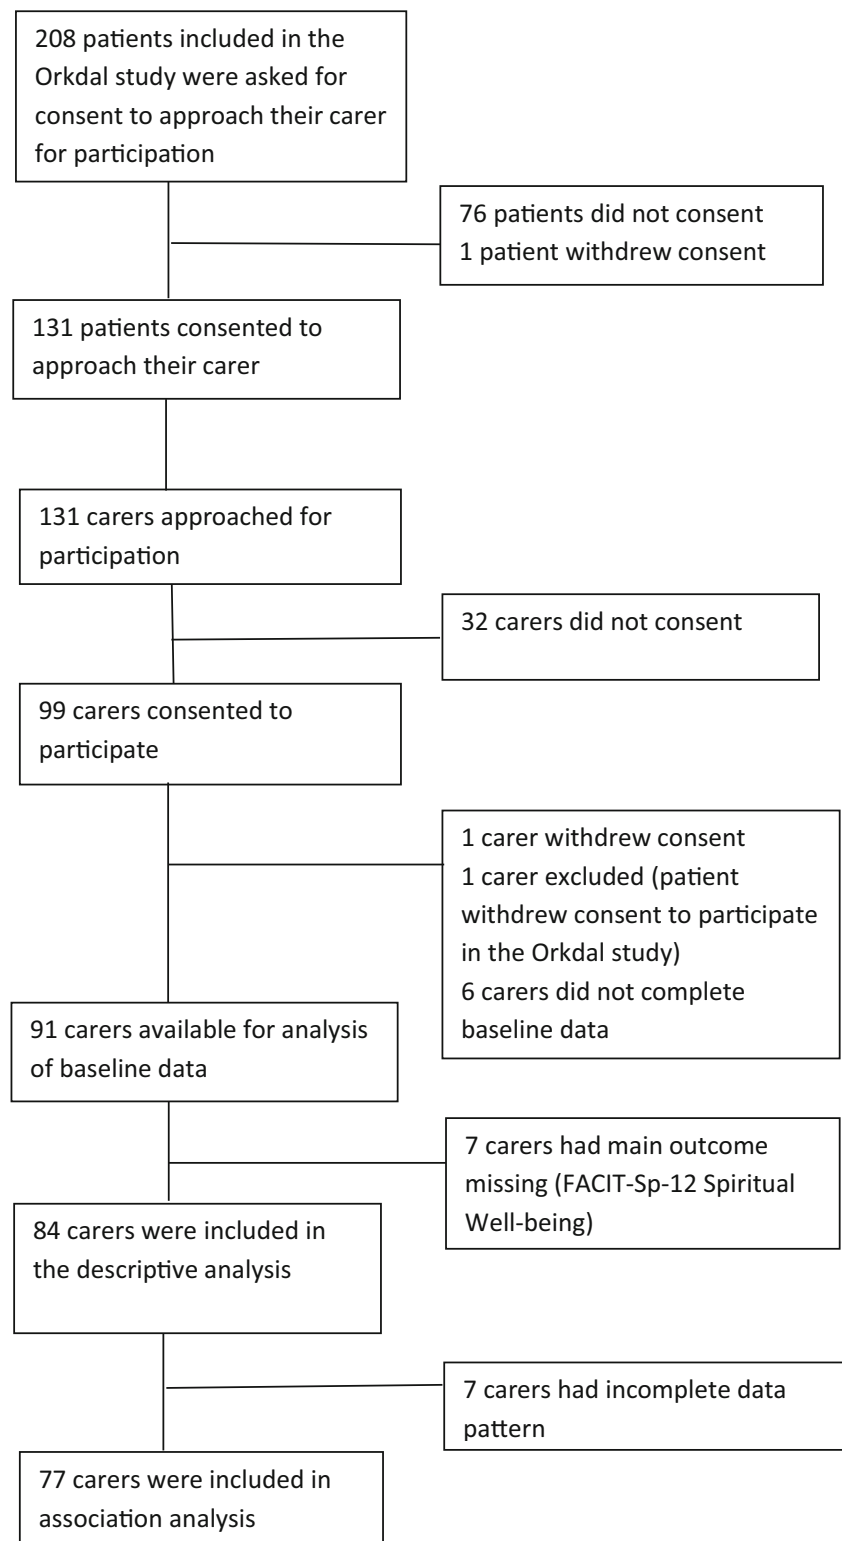 208 patients included in the
Orkdal study were asked for
consent to approach their carer
for participation
76 patients did not consent
1 patient withdrew consent
131 patients consented to
approach their carer
131 carers approached for
participation
32 carers did not consent
99 carers consented to
participate
1 carer withdrew consent
1 carer excluded (patient
withdrew consent to participate
in the Orkdal study)
6 carers did not complete
baseline data
91 carers available for analysis
of baseline data
7 carers had main outcome
missing (FACIT-Sp-12 Spiritual
Well-being)
84 carers were included in
the descriptive analysis
7 carers had incomplete data
pattern
77 carers were included in
association analysis